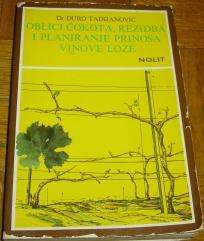 Dr ĐURO TADIJANOVIĆ
OBLICI ČOKOTA, REZIDBA
I PLANIRANJE PRINOSA
VINOVE LOZE
NOLIT